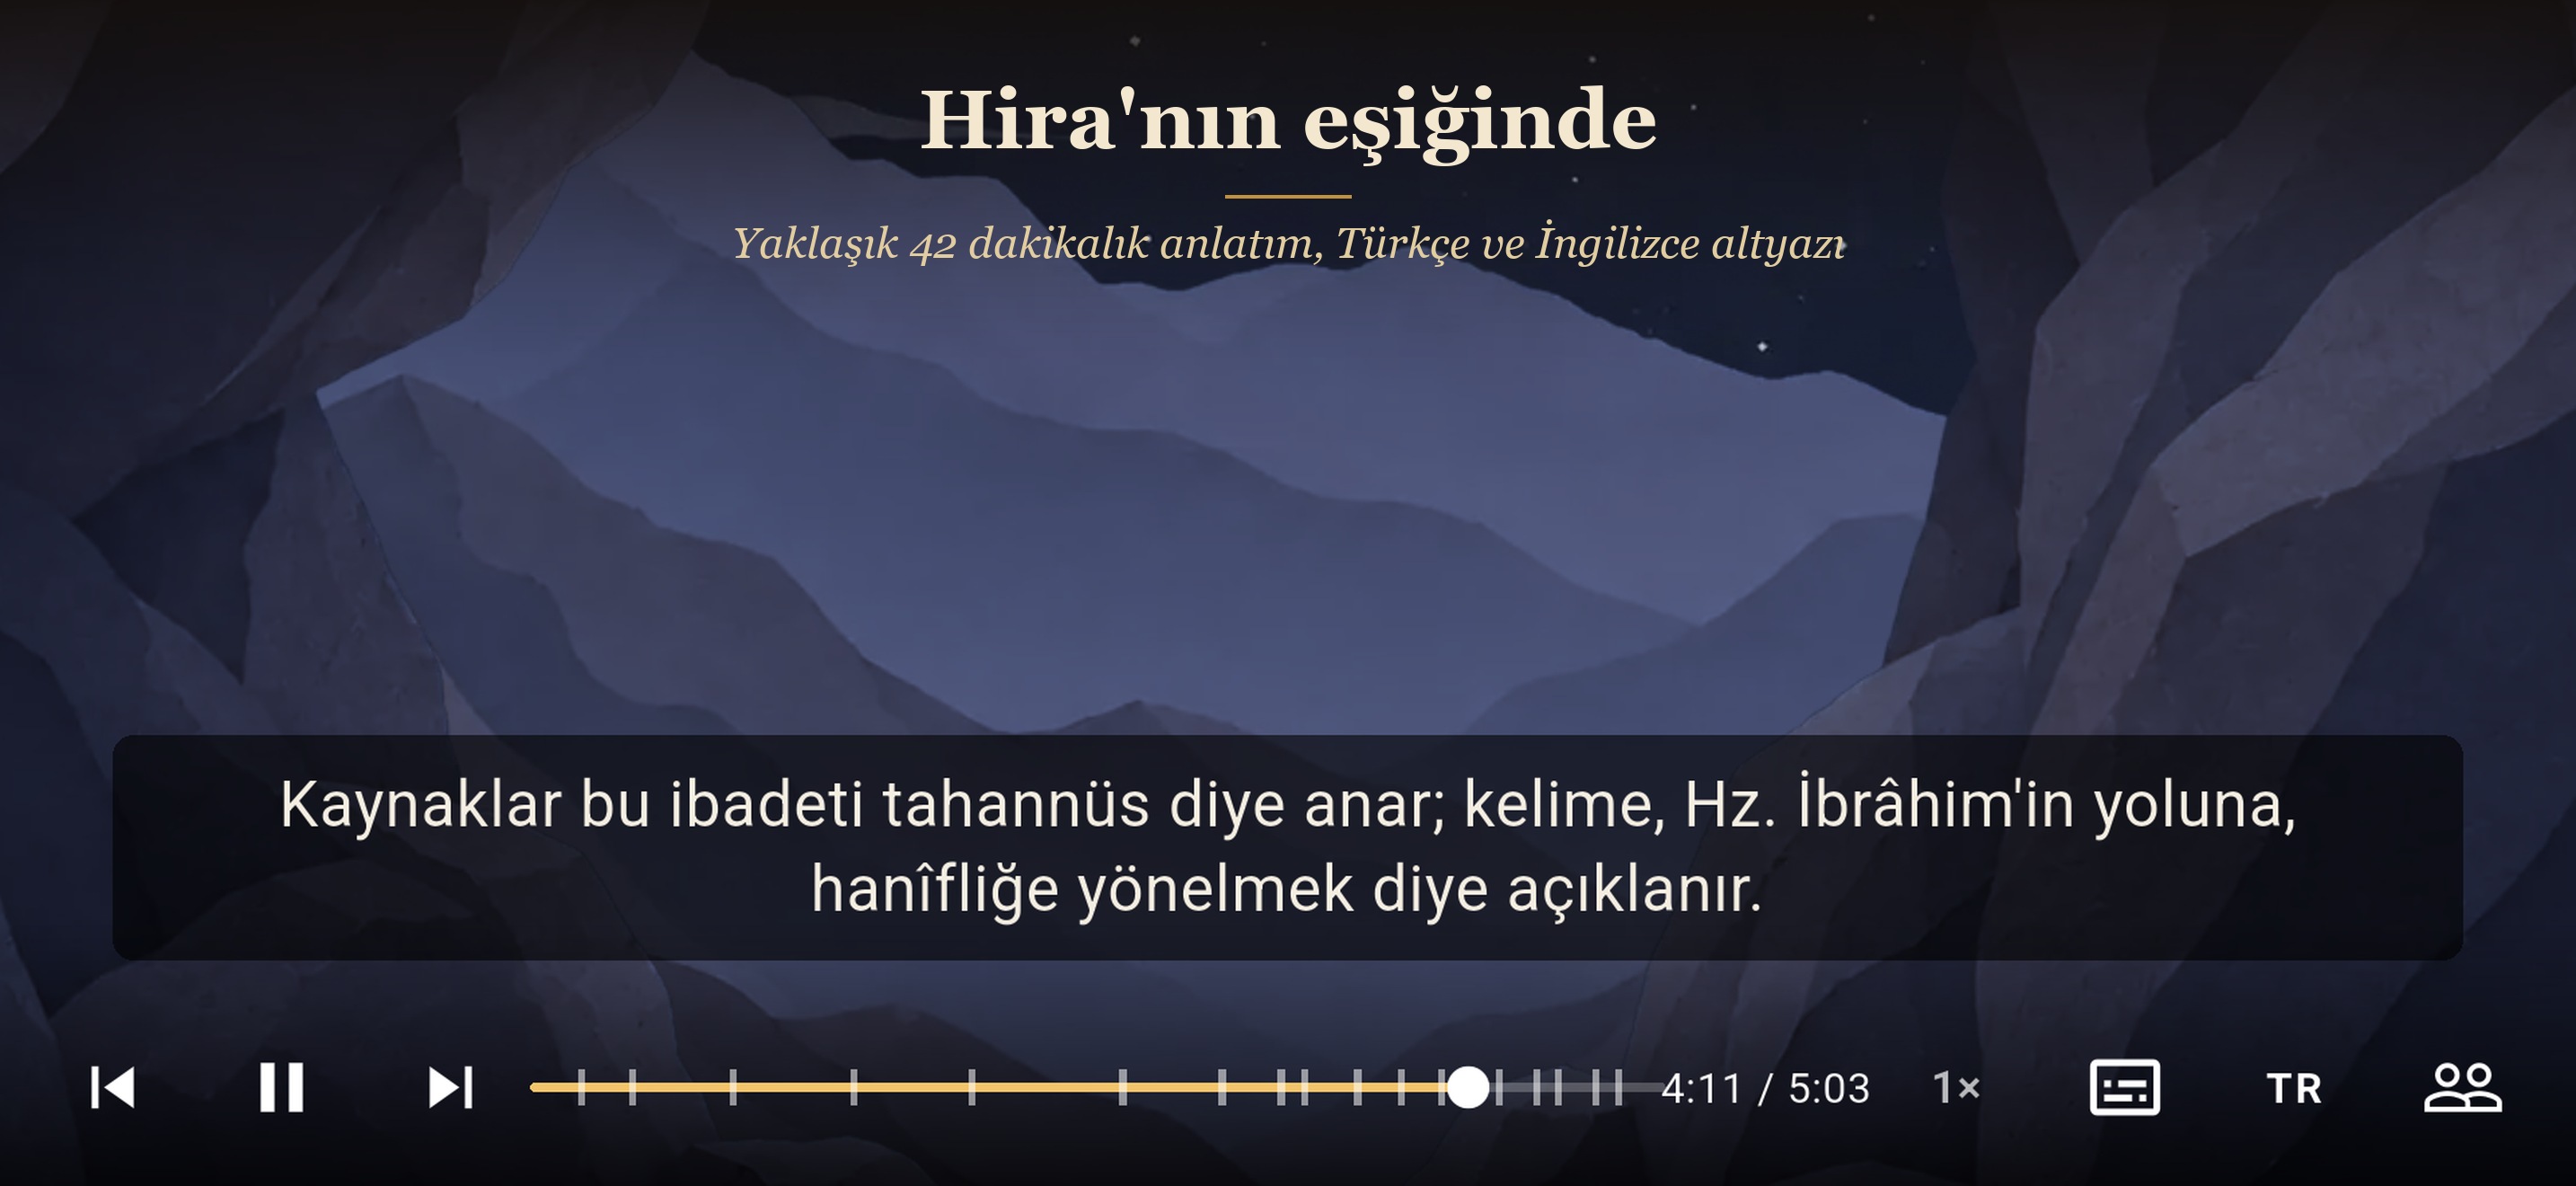 Hira'nın eşiğinde
Yaklaşık 42 dakikalık anlatım, Türkçe ve İngilizce altyazı
Kaynaklar bu ibadeti tahannüs diye anar; kelime, Hz. İbrâhim'in yoluna,
hanîfliğe yönelmek diye açıklanır.
4:11 / 5:03 1× TR